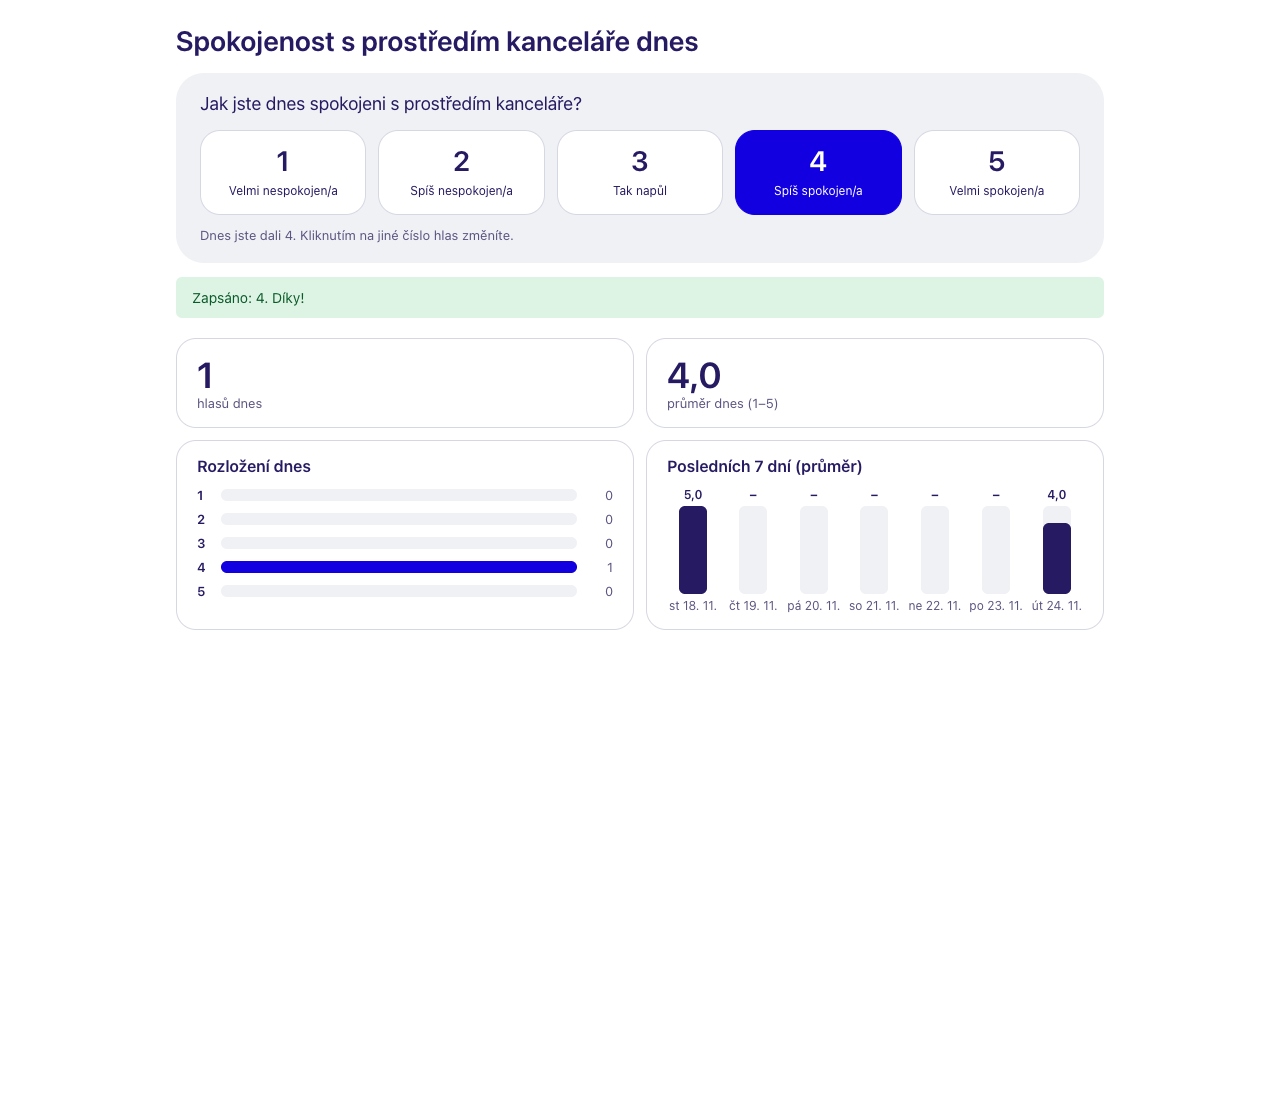 Spokojenost s prostředím kanceláře dnes
Jak jste dnes spokojeni s prostředím kanceláře?
1
Velmi nespokojen/a
2
Spíš nespokojen/a
3
Tak napůl
4
Spíš spokojen/a
5
Velmi spokojen/a
Dnes jste dali 4. Kliknutím na jiné číslo hlas změníte.
Zapsáno: 4. Díky!
1
hlasů dnes
4,0
průměr dnes (1–5)
Rozložení dnes
1 0
2 0
3 0
4 1
5 0
Posledních 7 dní (průměr)
5,0 – – – – – 4,0
st 18. 11. čt 19. 11. pá 20. 11. so 21. 11. ne 22. 11. po 23. 11. út 24. 11.